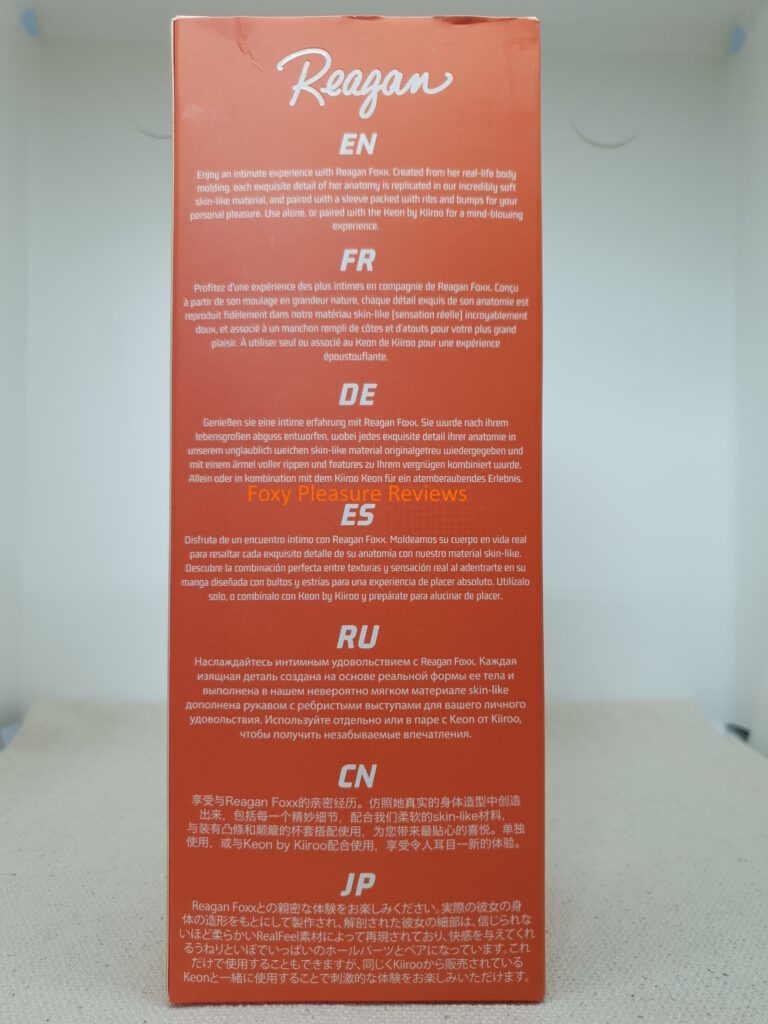 Reagan
EN
Enjoy an intimate experience with Reagan Foxx. Created from her real-life body
molding, each exquisite detail of her anatomy is replicated in our incredibly soft
skin-like material, and paired with a sleeve packed with ribs and bumps for your
personal pleasure. Use alone, or paired with the Keon by Kiiroo for a mind-blowing
experience.
FR
Profitez d'une expérience des plus intimes en compagnie de Reagan Foxx. Conçu
à partir de son moulage en grandeur nature, chaque détail exquis de son anatomie est
reproduit fidèlement dans notre matériau skin-like [sensation réelle] incroyablement
doux, et associé à un manchon rempli de côtes et d'atouts pour votre plus grand
plaisir. À utiliser seul ou associé au Keon de Kiiroo pour une expérience
époustouflante.
DE
Genießen sie eine intime erfahrung mit Reagan Foxx. Sie wurde nach ihrem
lebensgroßen abguss entworfen, wobei jedes exquisite detail ihrer anatomie in
unserem unglaublich weichen skin-like material originalgetreu wiedergegeben und
mit einem ärmel voller rippen und features zu Ihrem vergnügen kombiniert wurde.
Allein oder in kombination mit dem Kiiroo Keon für ein atemberaubendes Erlebnis.
Foxy Pleasure Reviews
ES
Disfruta de un encuentro íntimo con Reagan Foxx. Moldeamos su cuerpo en vida real
para resaltar cada exquisito detalle de su anatomía con nuestro material skin-like.
Descubre la combinación perfecta entre texturas y sensación real al adentrarte en su
manga diseñada con bultos y estrías para una experiencia de placer absoluto. Utilízalo
solo, o combínalo con Keon by Kiiroo y prepárate para alucinar de placer.
RU
Наслаждайтесь интимным удовольствием с Reagan Foxx. Каждая
изящная деталь создана на основе реальной формы ее тела и
выполнена в нашем невероятно мягком материале skin-like
дополнена рукавом с ребристыми выступами для вашего личного
удовольствия. Используйте отдельно или в паре с Keon от Kiiroo,
чтобы получить незабываемые впечатления.
CN
享受与Reagan Foxx的亲密经历。仿照她真实的身体造型中创造
出来，包括每一个精妙细节，配合我们柔软的skin-like材料，
与装有凸條和颠簸的杯套搭配使用，为您带来最贴心的喜悦。单独
使用，或与Keon by Kiiroo配合使用，享受令人耳目一新的体验。
JP
Reagan Foxxとの親密な体験をお楽しみください。実際の彼女の身
体の造形をもとにして製作され、解剖された彼女の細部は、信じられな
いほど柔らかいRealFeel素材によって再現されており、快感を与えてくれ
るうねりといぼでいっぱいのホールパーツとペアになっています。これ
だけで使用することもできますが、同じくKiirooから販売されている
Keonと一緒に使用することで刺激的な体験をお楽しみいただけます。